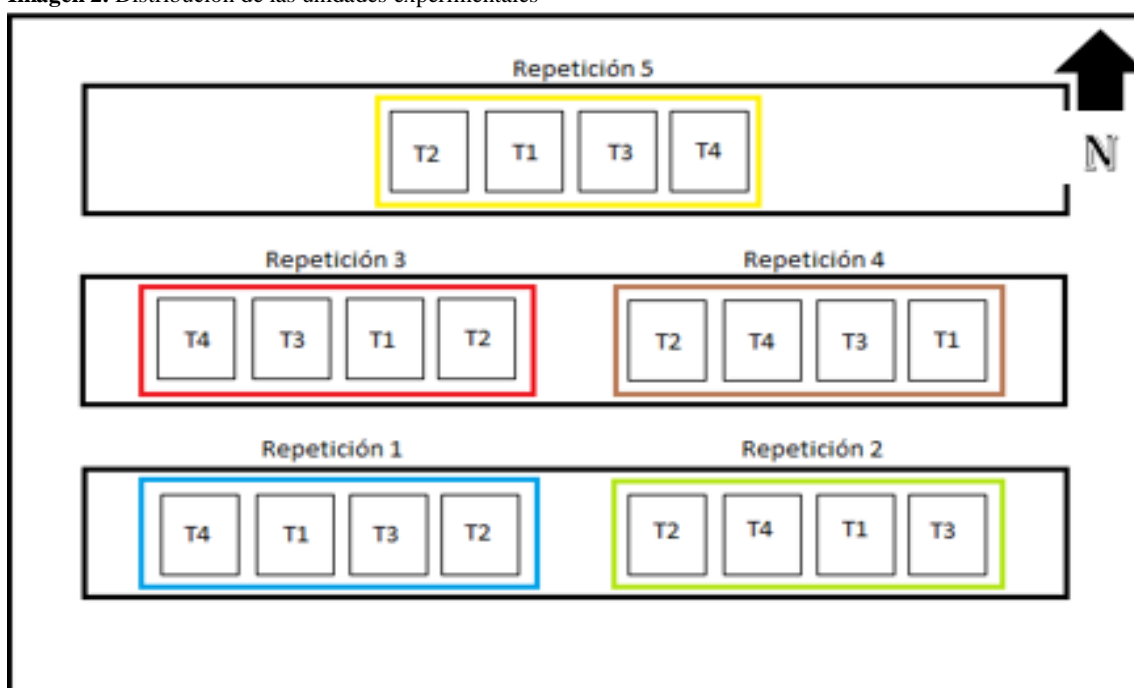 Imagen 2. Distribución de las unidades experimentales
Repetición 5
T2 T1 T3 T4
N
Repetición 3 Repetición 4
T4 T3 T1 T2 T2 T4 T3 T1
Repetición 1 Repetición 2
T4 T1 T3 T2 T2 T4 T1 T3